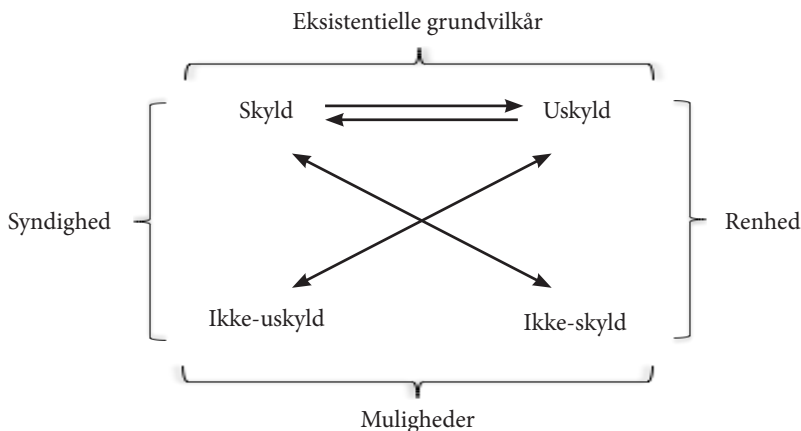 Eksistentielle grundvilkår
Skyld
Uskyld
Syndighed
Renhed
Ikke-uskyld
Ikke-skyld
Muligheder